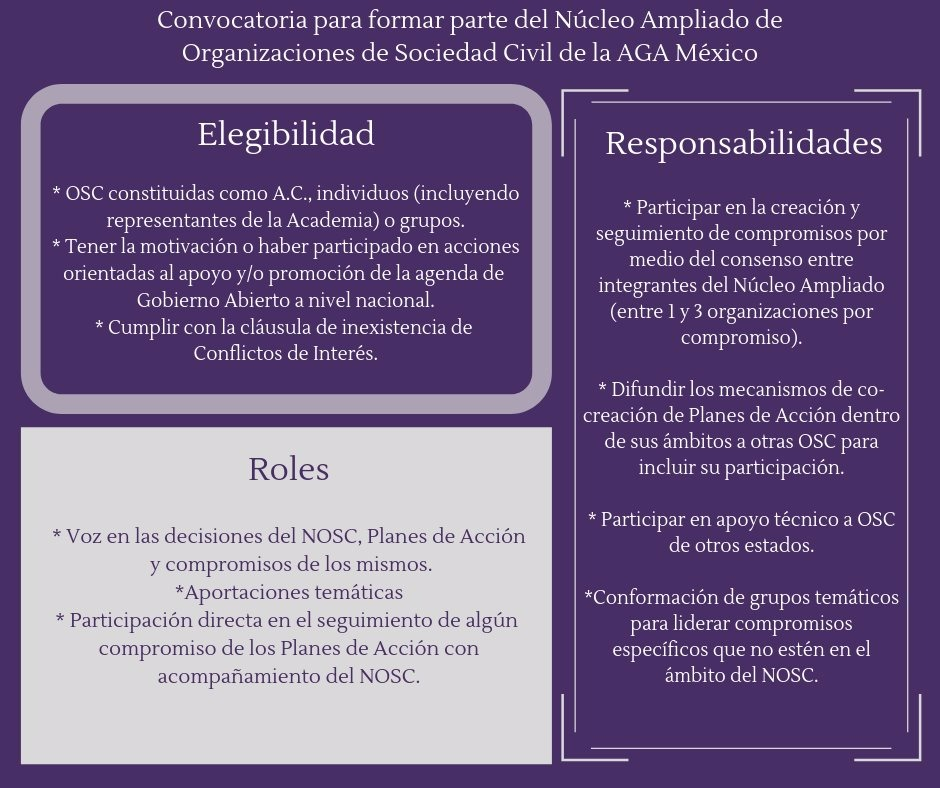 Convocatoria para formar parte del Núcleo Ampliado de
Organizaciones de Sociedad Civil de la AGA México
Elegibilidad
* OSC constituidas como A.C., individuos (incluyendo
representantes de la Academia) o grupos.
* Tener la motivación o haber participado en acciones
orientadas al apoyo y/o promoción de la agenda de
Gobierno Abierto a nivel nacional.
* Cumplir con la cláusula de inexistencia de
Conflictos de Interés.
Roles
* Voz en las decisiones del NOSC, Planes de Acción
y compromisos de los mismos.
*Aportaciones temáticas
* Participación directa en el seguimiento de algún
compromiso de los Planes de Acción con
acompañamiento del NOSC.
Responsabilidades
* Participar en la creación y
seguimiento de compromisos por
medio del consenso entre
integrantes del Núcleo Ampliado
(entre 1 y 3 organizaciones por
compromiso).
* Difundir los mecanismos de co-
creación de Planes de Acción dentro
de sus ámbitos a otras OSC para
incluir su participación.
* Participar en apoyo técnico a OSC
de otros estados.
*Conformación de grupos temáticos
para liderar compromisos
específicos que no estén en el
ámbito del NOSC.